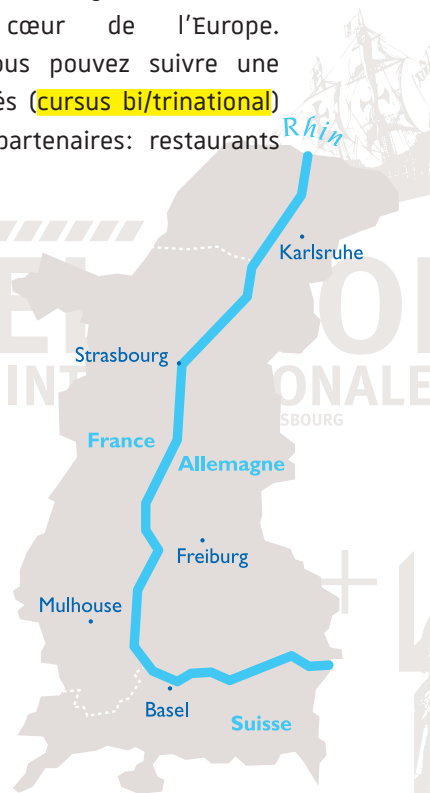 cœur de l'Europe.
ous pouvez suivre une
és (cursus bi/trinational)
partenaires: restaurants
Rhin
Karlsruhe
Strasbourg
INT ONALE
SBOURG
France
Allemagne
Freiburg
Mulhouse
Basel
Suisse